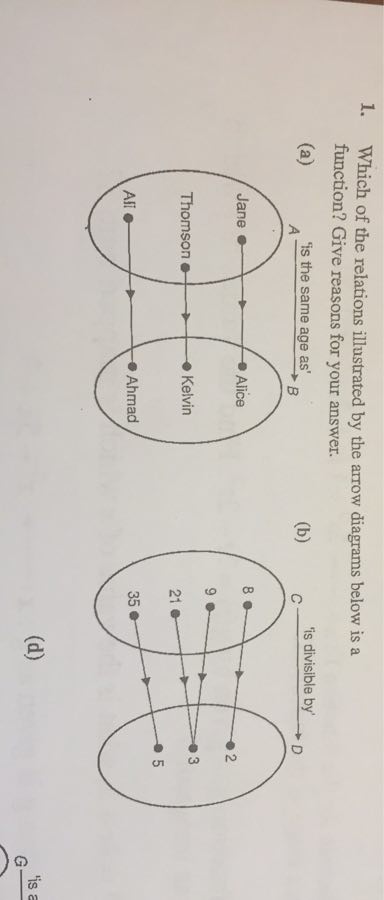 1. Which of the relations illustrated by the arrow diagrams below is a
function? Give reasons for your answer.
(a)
'is the same age as'
A
B
Jane
Alice
Thomson
Kelvin
Ali
Ahmad
(b)
'is divisible by'
C
D
8
2
9
3
21
35
5
(d)
'is a
G